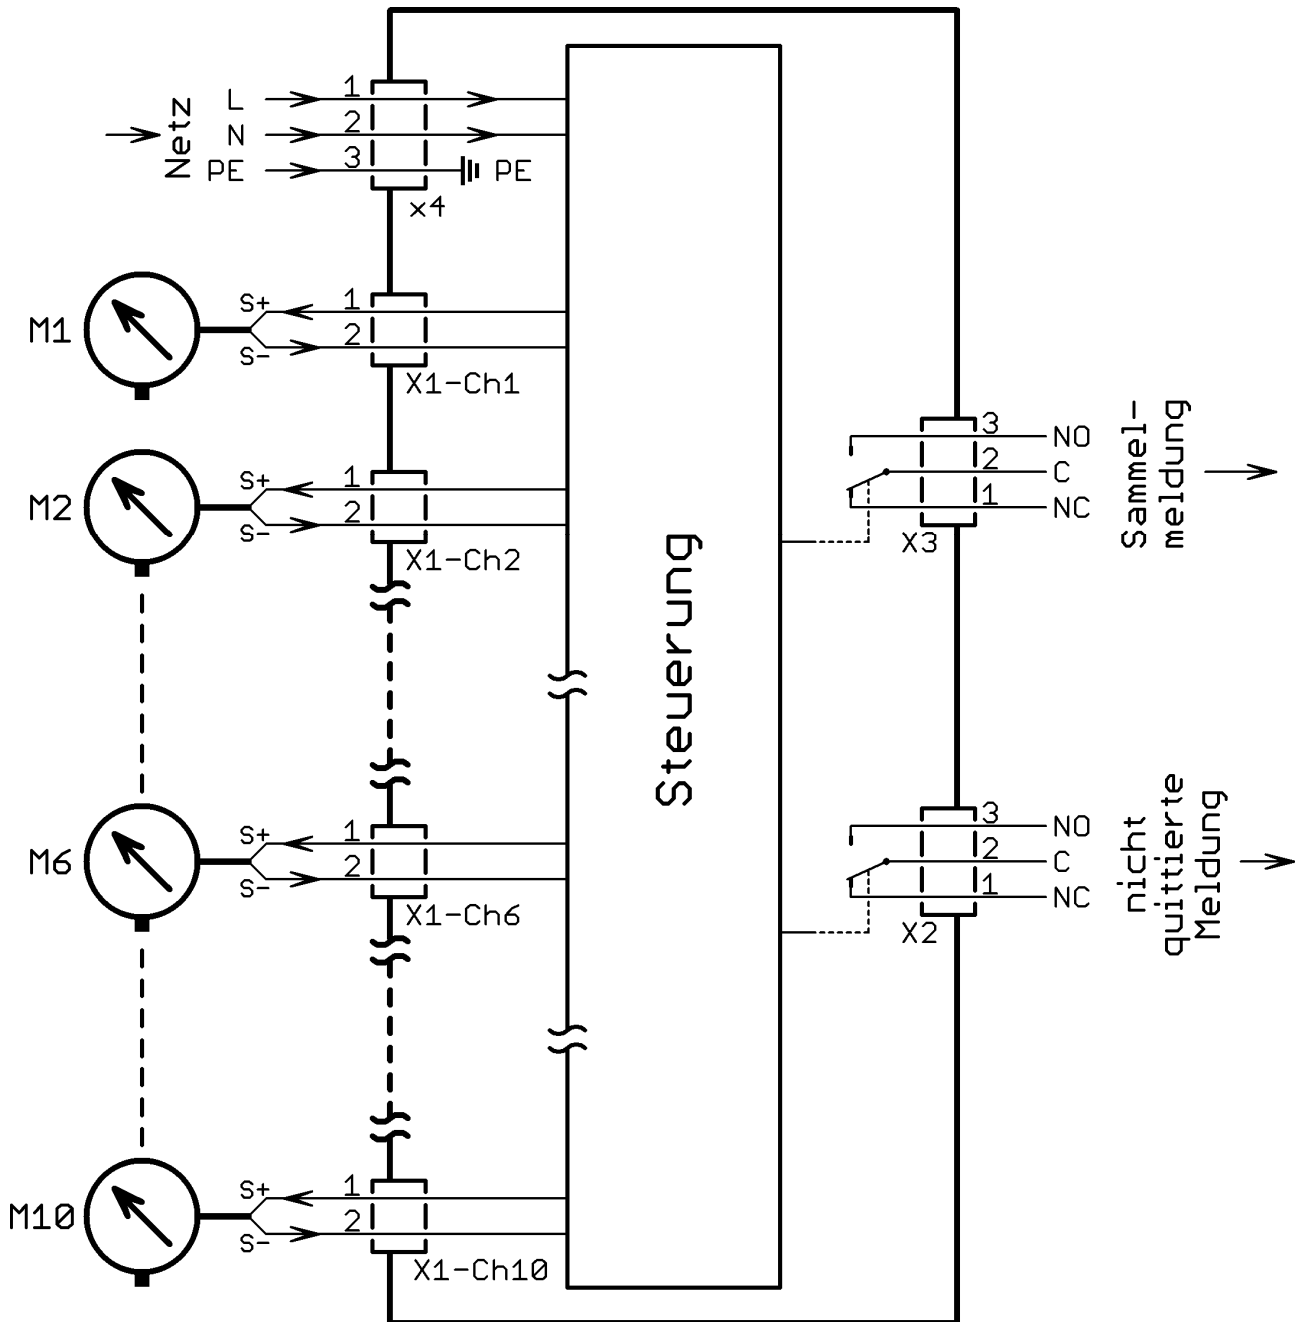 Netz
L
1
N
2
PE
3
PE
x4
M1
S+
1
S-
2
X1-Ch1
M2
S+
1
S-
2
X1-Ch2
M6
S+
1
S-
2
X1-Ch6
M10
S+
1
S-
2
X1-Ch10
Steuerung
3
NO
2
C
1
NC
X3
Sammel-
meldung
3
NO
2
C
1
NC
X2
nicht
quittierte
Meldung